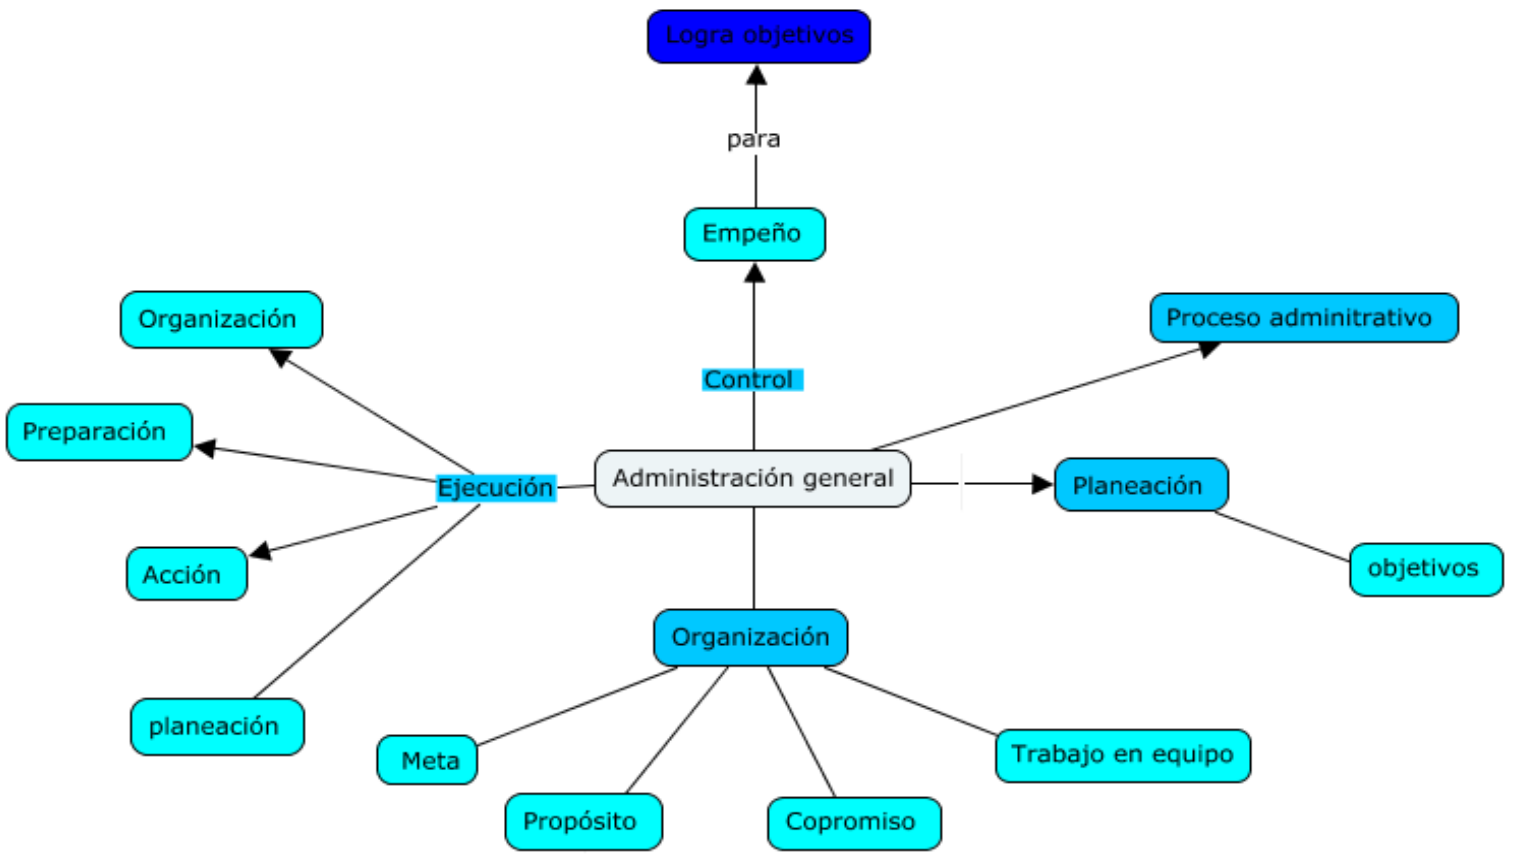 Logra objetivos
para
Empeño
Organización
Proceso adminitrativo
Control
Preparación
Administración general
Ejecución
Planeación
Acción
objetivos
Organización
planeación
Meta
Trabajo en equipo
Propósito
Copromiso